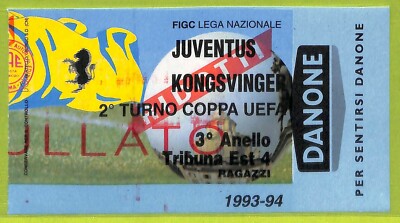 FIGC LEGA NAZIONALE
JUVENTUS
KONGSVINGER
2° TURNO COPPA UEFA
3° Anello
Tribuna Est 4
RAGAZZI
1993-94
ULLATO
DANONE
PER SENTIRSI DANONE